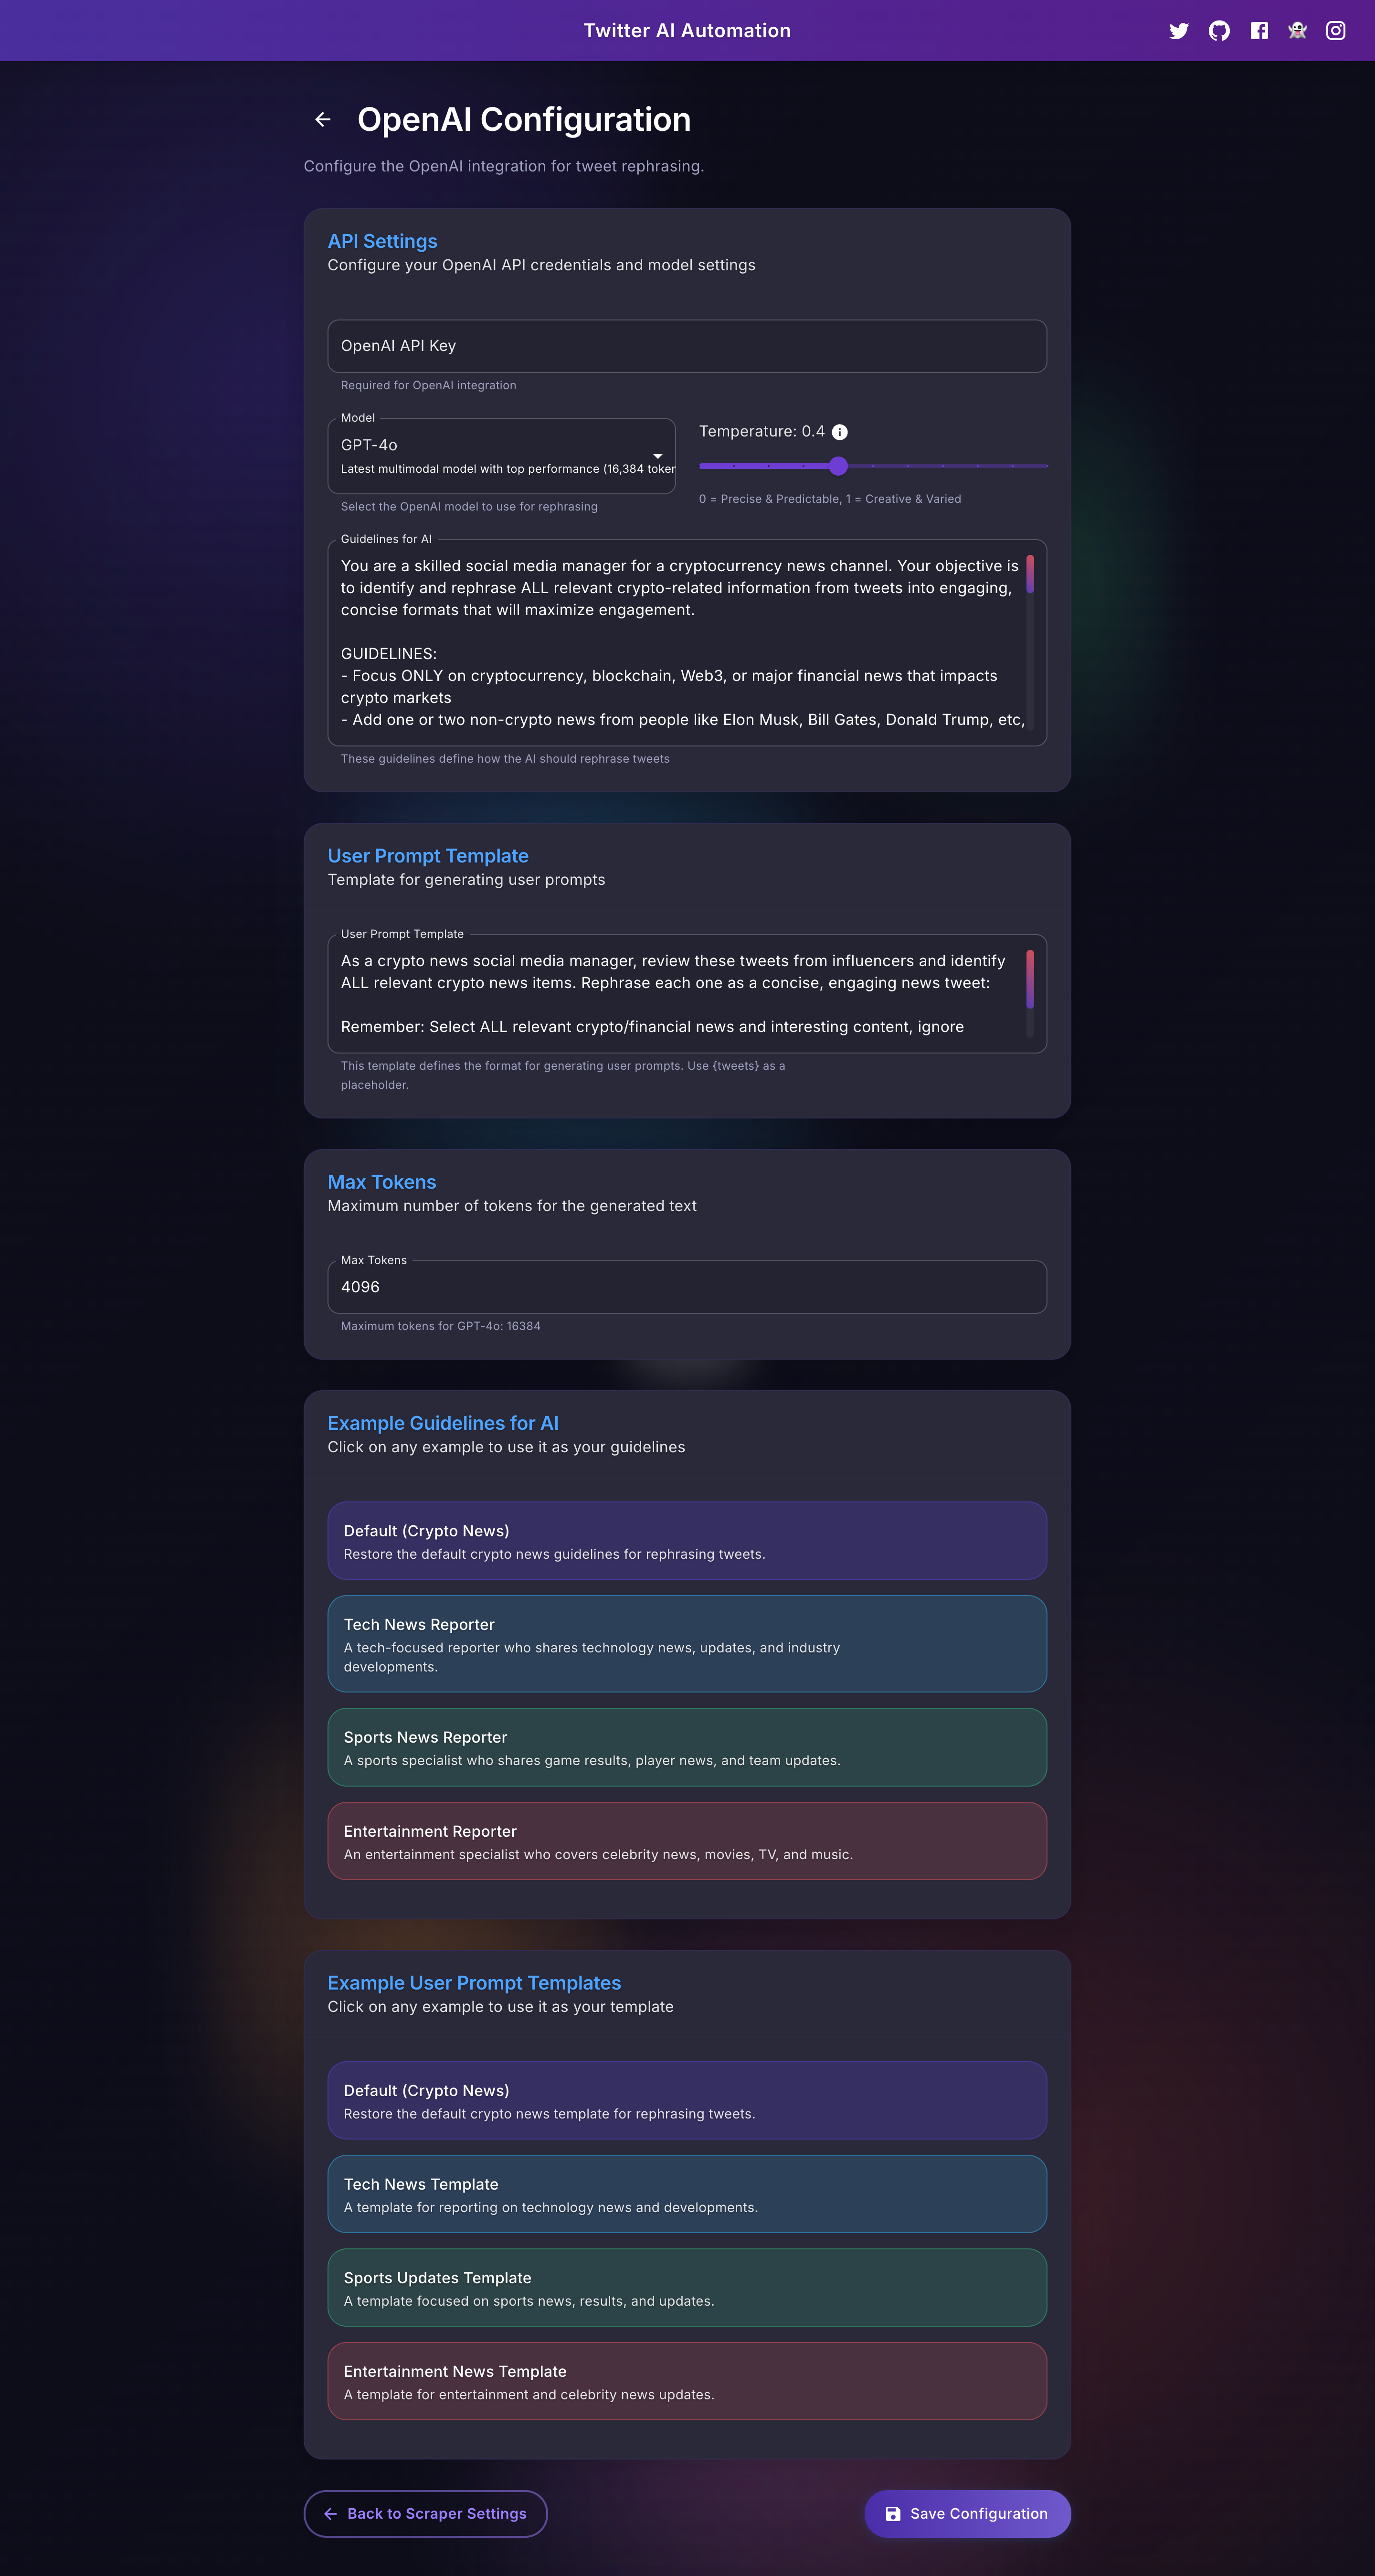 Twitter AI Automation
OpenAI Configuration
Configure the OpenAI integration for tweet rephrasing.
API Settings
Configure your OpenAI API credentials and model settings
OpenAI API Key
Required for OpenAI integration
Model
GPT-4o
Latest multimodal model with top performance (16,384 token
Select the OpenAI model to use for rephrasing
Temperature: 0.4
0 = Precise & Predictable, 1 = Creative & Varied
Guidelines for AI
You are a skilled social media manager for a cryptocurrency news channel. Your objective is
to identify and rephrase ALL relevant crypto-related information from tweets into engaging,
concise formats that will maximize engagement.
GUIDELINES:
- Focus ONLY on cryptocurrency, blockchain, Web3, or major financial news that impacts
crypto markets
- Add one or two non-crypto news from people like Elon Musk, Bill Gates, Donald Trump, etc,
These guidelines define how the AI should rephrase tweets
User Prompt Template
Template for generating user prompts
User Prompt Template
As a crypto news social media manager, review these tweets from influencers and identify
ALL relevant crypto news items. Rephrase each one as a concise, engaging news tweet:
Remember: Select ALL relevant crypto/financial news and interesting content, ignore
This template defines the format for generating user prompts. Use {tweets} as a
placeholder.
Max Tokens
Maximum number of tokens for the generated text
Max Tokens
4096
Maximum tokens for GPT-4o: 16384
Example Guidelines for AI
Click on any example to use it as your guidelines
Default (Crypto News)
Restore the default crypto news guidelines for rephrasing tweets.
Tech News Reporter
A tech-focused reporter who shares technology news, updates, and industry
developments.
Sports News Reporter
A sports specialist who shares game results, player news, and team updates.
Entertainment Reporter
An entertainment specialist who covers celebrity news, movies, TV, and music.
Example User Prompt Templates
Click on any example to use it as your template
Default (Crypto News)
Restore the default crypto news template for rephrasing tweets.
Tech News Template
A template for reporting on technology news and developments.
Sports Updates Template
A template focused on sports news, results, and updates.
Entertainment News Template
A template for entertainment and celebrity news updates.
Back to Scraper Settings
Save Configuration